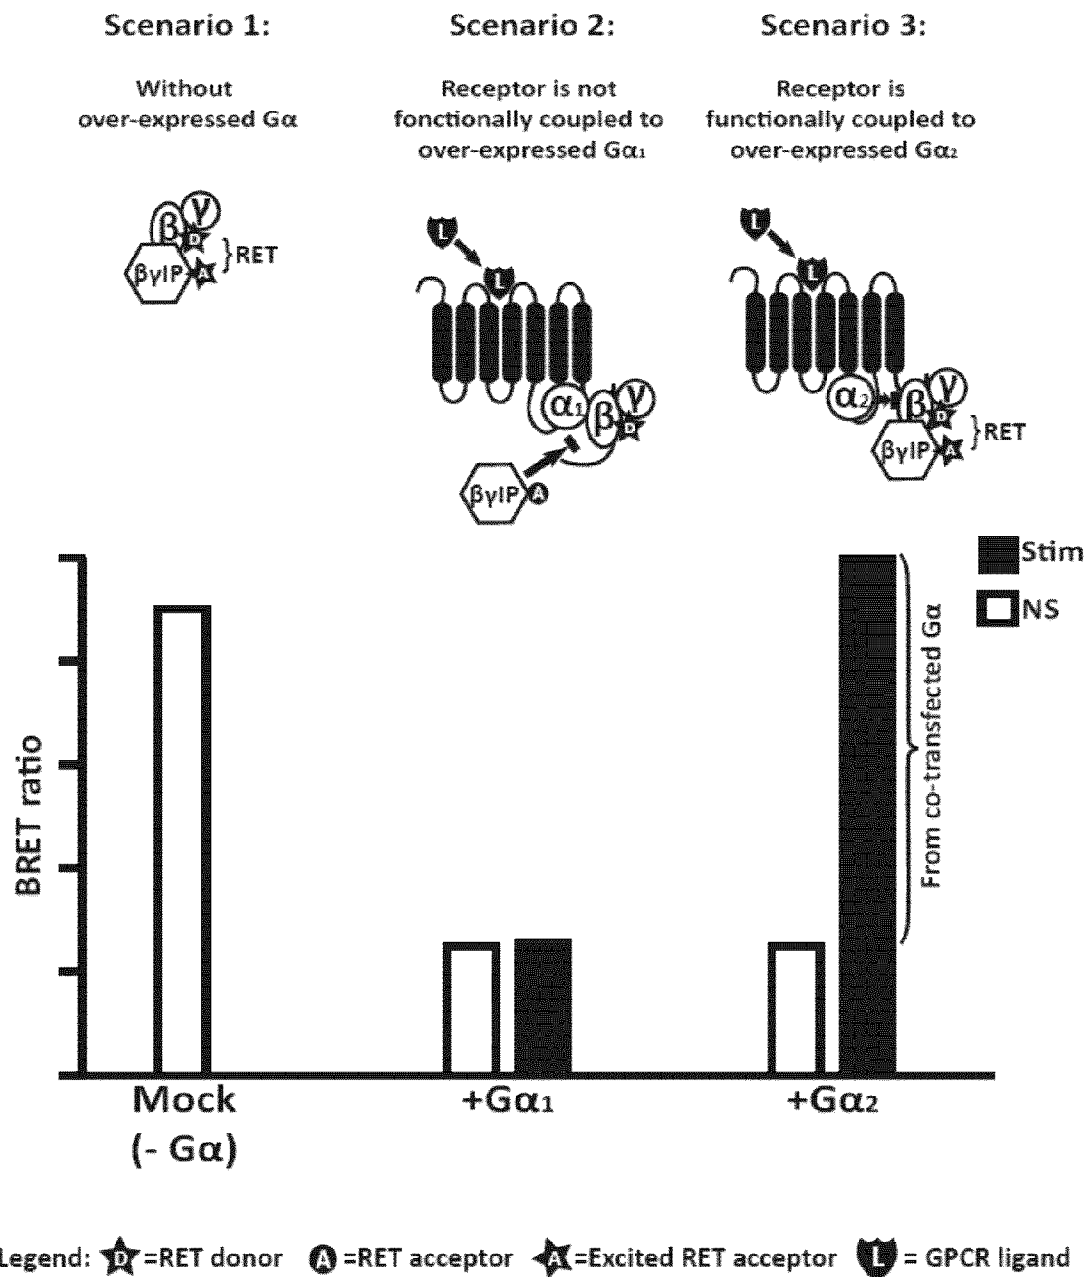 Scenario 1:
Without
over-expressed Gα
Scenario 2:
Receptor is not
fonctionally coupled to
over-expressed Gα₁
Scenario 3:
Receptor is
functionally coupled to
over-expressed Gα₂
β γ
D
βγIP A
}RET
L
L
α₁ β γ
D
βγIP A
L
L
α₂ β γ
D
βγIP A
}RET
Stim
NS
From co-transfected Gα
BRET ratio
Mock
(- Gα)
+Gα₁
+Gα₂
Legend: D =RET donor A =RET acceptor A =Excited RET acceptor L = GPCR ligand